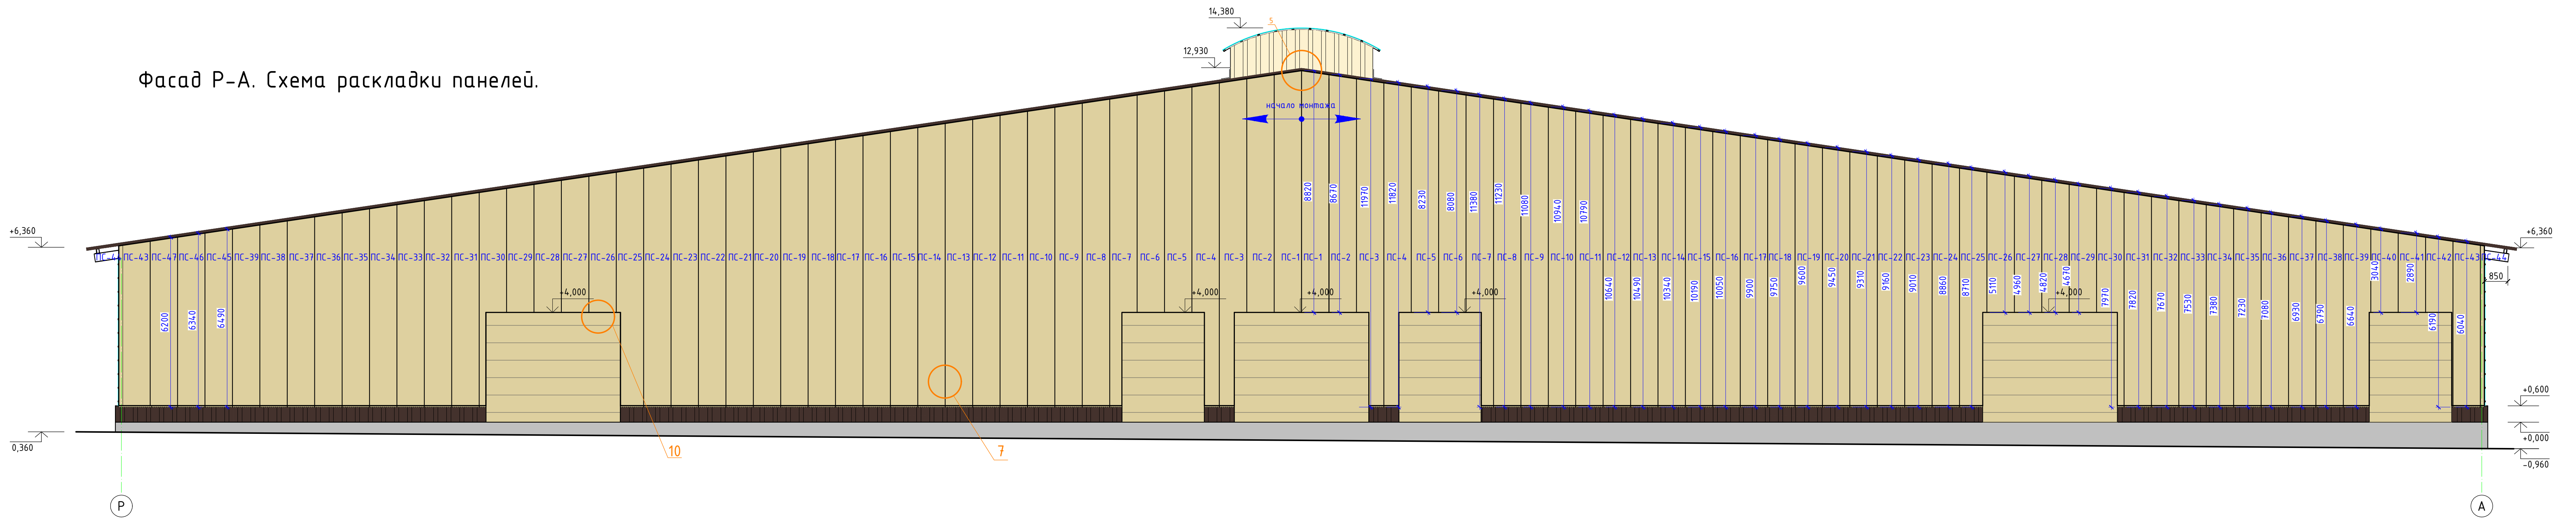 14,380
5
12,930
Фасад Р-А. Схема раскладки панелей.
начало монтажа
8820 8670 11970 11820 8230 8080 11380 11230 11080 10940 10790
+6,360
+6,360
ПС-44 ПС-43 ПС-47 ПС-46 ПС-45 ПС-39 ПС-38 ПС-37 ПС-36 ПС-35 ПС-34 ПС-33 ПС-32 ПС-31 ПС-30 ПС-29 ПС-28 ПС-27 ПС-26 ПС-25 ПС-24 ПС-23 ПС-22 ПС-21 ПС-20 ПС-19 ПС-18 ПС-17 ПС-16 ПС-15 ПС-14 ПС-13 ПС-12 ПС-11 ПС-10 ПС-9 ПС-8 ПС-7 ПС-6 ПС-5 ПС-4 ПС-3 ПС-2 ПС-1 ПС-1 ПС-2 ПС-3 ПС-4 ПС-5 ПС-6 ПС-7 ПС-8 ПС-9 ПС-10 ПС-11 ПС-12 ПС-13 ПС-14 ПС-15 ПС-16 ПС-17 ПС-18 ПС-19 ПС-20 ПС-21 ПС-22 ПС-23 ПС-24 ПС-25 ПС-26 ПС-27 ПС-28 ПС-29 ПС-30 ПС-31 ПС-32 ПС-33 ПС-34 ПС-35 ПС-36 ПС-37 ПС-38 ПС-39 ПС-40 ПС-41 ПС-42 ПС-43 ПС-44
850
10640 10490 10340 10190 10050 9900 9750 9600 9450 9310 9160 9010 8860 8710 5110 4960 4820 4670 7970 7820 7670 7530 7380 7230 7080 6930 6790 6640 3040 2890 6190 6040
+4,000 +4,000 +4,000 +4,000 +4,000
6200 6340 6490
+0,600
+0,000
0,360
10
7
-0,960
Р
А